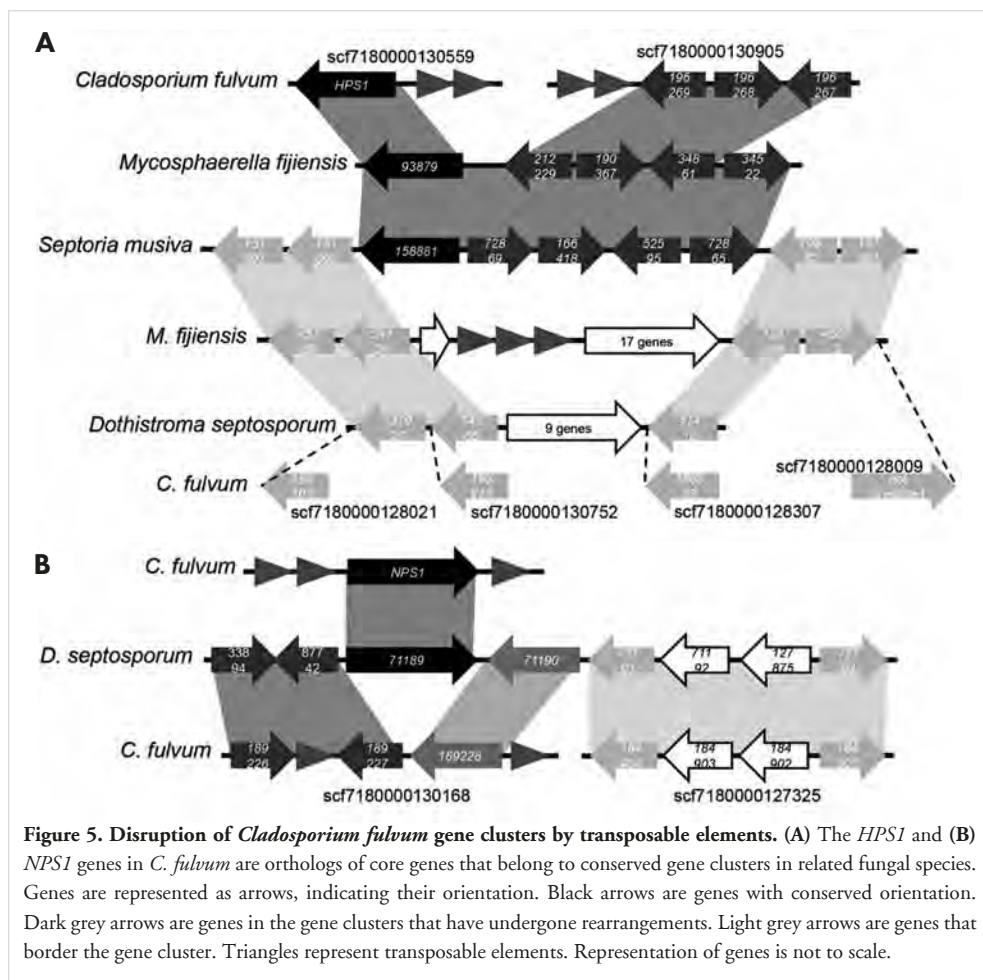 A
scf7180000130559
scf7180000130905
Cladosporium fulvum
HPS1
196
269
196
268
196
267
Mycosphaerella fijiensis
93879
212
229
190
367
348
61
345
22
Septoria musiva
158881
728
69
166
418
525
95
728
65
M. fijiensis
17 genes
Dothistroma septosporum
9 genes
C. fulvum
scf7180000128021
scf7180000130752
scf7180000128307
scf7180000128009
B
C. fulvum
NPS1
D. septosporum
338
94
877
42
71189
71190
711
92
127
875
C. fulvum
189
226
189
227
189228
184
903
184
902
scf7180000130168
scf7180000127325
Figure 5. Disruption of Cladosporium fulvum gene clusters by transposable elements. (A) The HPS1 and (B)
NPS1 genes in C. fulvum are orthologs of core genes that belong to conserved gene clusters in related fungal species.
Genes are represented as arrows, indicating their orientation. Black arrows are genes with conserved orientation.
Dark grey arrows are genes in the gene clusters that have undergone rearrangements. Light grey arrows are genes that
border the gene cluster. Triangles represent transposable elements. Representation of genes is not to scale.